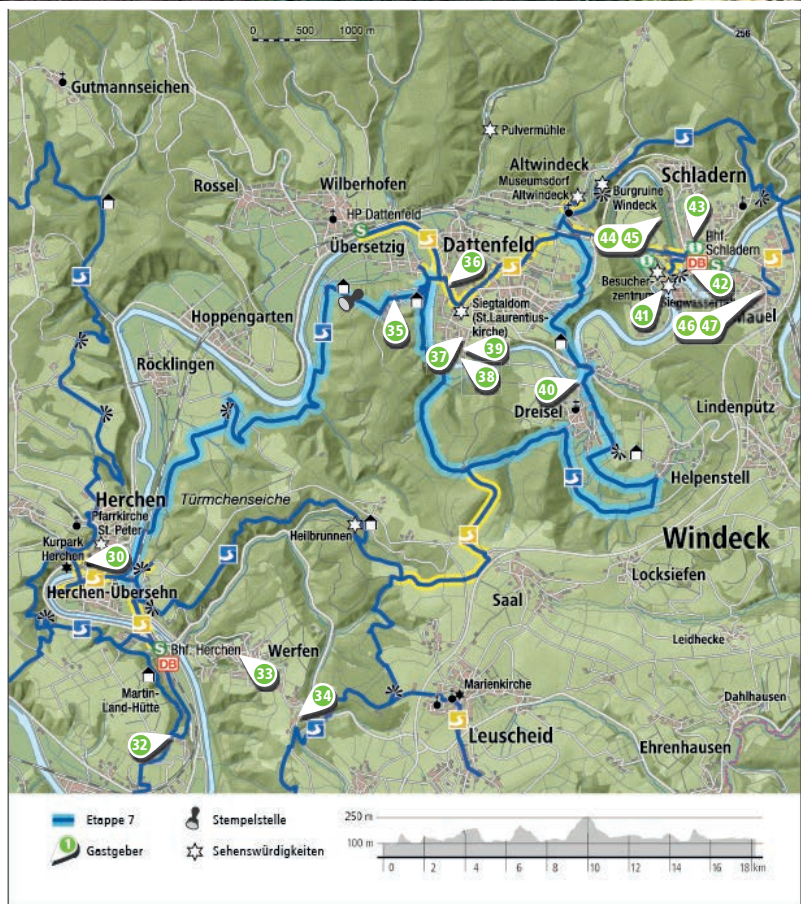 0 500 1000 m
256
Gutmannseichen
Pulvermühle
Altwindeck
Museumsdorf
Altwindeck
Burgruine
Windeck
Schladern
Rossel
Wilberhofen
HP Dattenfeld
S
Übersetzig
Dattenfeld
43
44 45
Bhf.
Schladern
DB
S
42
36
Besucher-
zentrum
41
46 47
Mauel
Siegtaldom
(St.Laurentius-
kirche)
35
Hoppengarten
37
39
38
Röcklingen
40
Dreisel
Lindenpütz
Helpenstell
Herchen
Pfarrkirche
St. Peter
Türmchenseiche
Heilbrunnen
Windeck
Kurpark
Herchen
30
Herchen-Übersehn
Locksiefen
Saal
S
Bhf. Herchen
DB
Werfen
Leidhecke
33
Martin-
Land-Hütte
34
Marienkirche
Dahlhausen
32
Leuscheid
Ehrenhausen
Etappe 7
Stempelstelle
1
Gastgeber
Sehenswürdigkeiten
250 m
100 m
0 2 4 6 8 10 12 14 16 18 km